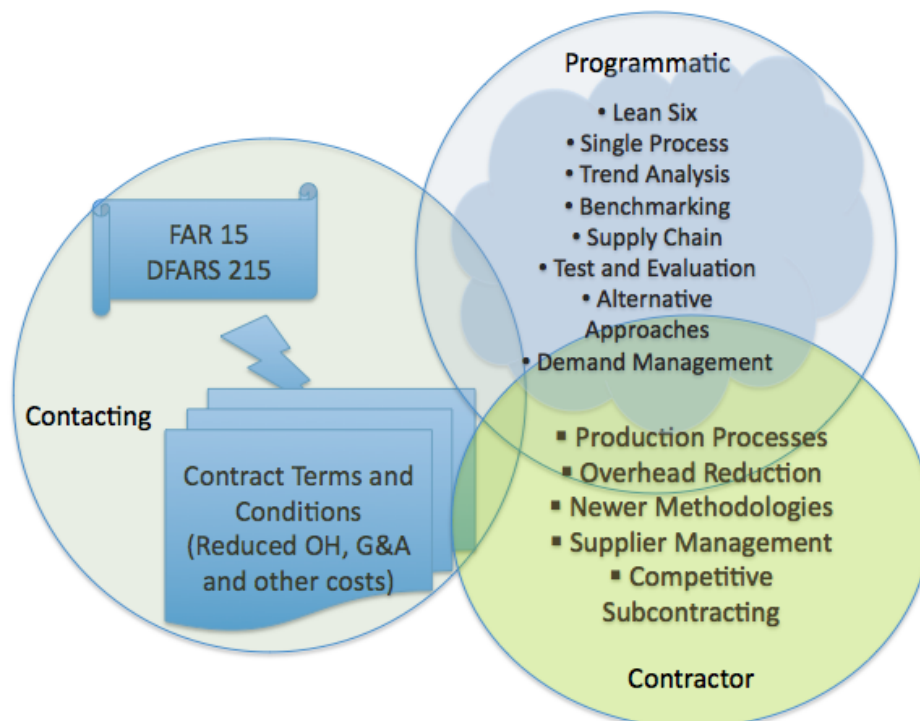 Programmatic
• Lean Six
• Single Process
• Trend Analysis
• Benchmarking
• Supply Chain
• Test and Evaluation
• Alternative
Approaches
• Demand Management
FAR 15
DFARS 215
Contacting
Contract Terms and
Conditions
(Reduced OH, G&A
and other costs)
▪ Production Processes
▪ Overhead Reduction
▪ Newer Methodologies
▪ Supplier Management
▪ Competitive
Subcontracting
Contractor